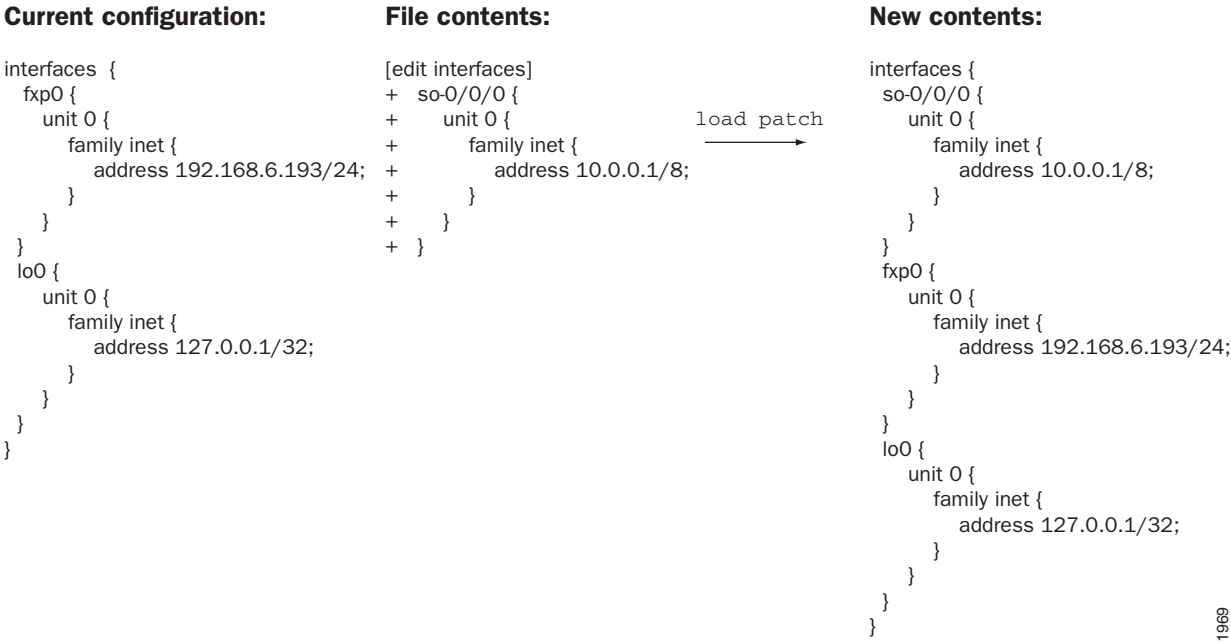 Current configuration:
interfaces {
fxp0 {
unit 0 {
family inet {
address 192.168.6.193/24;
}
}
}
lo0 {
unit 0 {
family inet {
address 127.0.0.1/32;
}
}
}
}
File contents:
[edit interfaces]
+ so-0/0/0 {
+ unit 0 {
+ family inet {
+ address 10.0.0.1/8;
+ }
+ }
+ }
load patch
New contents:
interfaces {
so-0/0/0 {
unit 0 {
family inet {
address 10.0.0.1/8;
}
}
}
fxp0 {
unit 0 {
family inet {
address 192.168.6.193/24;
}
}
}
lo0 {
unit 0 {
family inet {
address 127.0.0.1/32;
}
}
}
}
1969